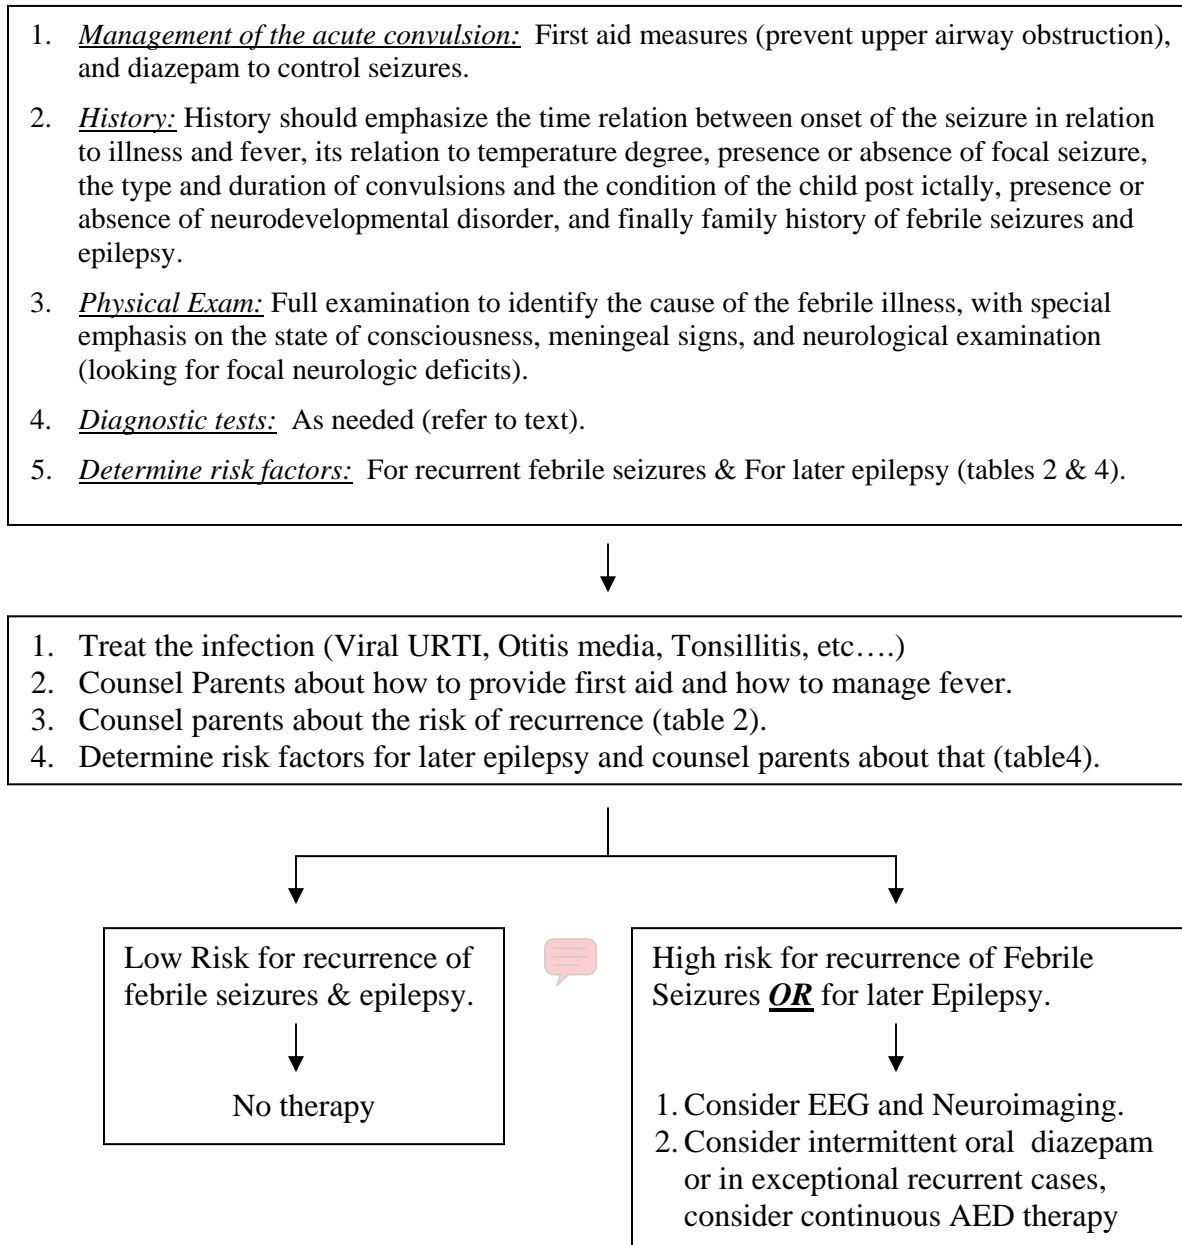 1. Management of the acute convulsion: First aid measures (prevent upper airway obstruction),
and diazepam to control seizures.
2. History: History should emphasize the time relation between onset of the seizure in relation
to illness and fever, its relation to temperature degree, presence or absence of focal seizure,
the type and duration of convulsions and the condition of the child post ictally, presence or
absence of neurodevelopmental disorder, and finally family history of febrile seizures and
epilepsy.
3. Physical Exam: Full examination to identify the cause of the febrile illness, with special
emphasis on the state of consciousness, meningeal signs, and neurological examination
(looking for focal neurologic deficits).
4. Diagnostic tests: As needed (refer to text).
5. Determine risk factors: For recurrent febrile seizures & For later epilepsy (tables 2 & 4).
1. Treat the infection (Viral URTI, Otitis media, Tonsillitis, etc….)
2. Counsel Parents about how to provide first aid and how to manage fever.
3. Counsel parents about the risk of recurrence (table 2).
4. Determine risk factors for later epilepsy and counsel parents about that (table4).
Low Risk for recurrence of
febrile seizures & epilepsy.
No therapy
High risk for recurrence of Febrile
Seizures OR for later Epilepsy.
1. Consider EEG and Neuroimaging.
2. Consider intermittent oral diazepam
or in exceptional recurrent cases,
consider continuous AED therapy